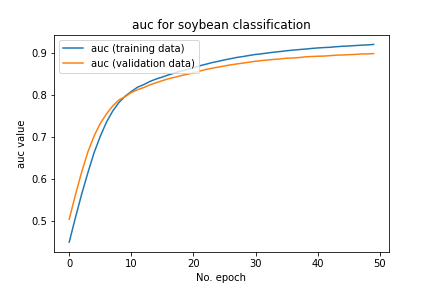 auc for soybean classification
auc (training data)
auc (validation data)
auc value
0.9
0.8
0.7
0.6
0.5
0 10 20 30 40 50
No. epoch